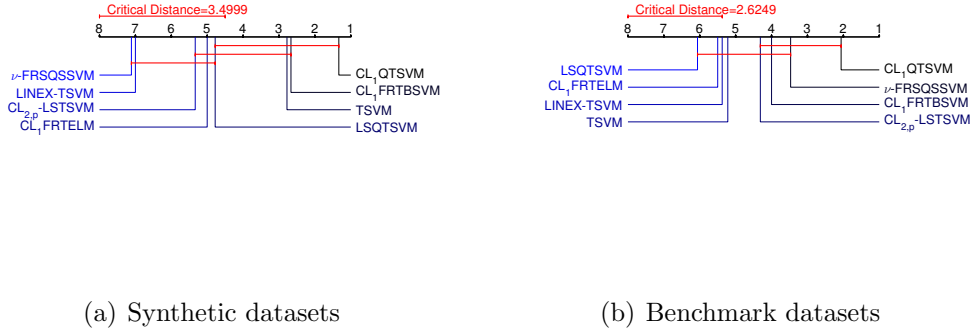 Critical Distance=3.4999
8 7 6 5 4 3 2 1
ν-FRSQSSVM
LINEX-TSVM
CL2,p-LSTSVM
CL1FRTELM
CL1QTSVM
CL1FRTBSVM
TSVM
LSQTSVM
(a) Synthetic datasets
Critical Distance=2.6249
8 7 6 5 4 3 2 1
LSQTSVM
CL1FRTELM
LINEX-TSVM
TSVM
CL1QTSVM
ν-FRSQSSVM
CL1FRTBSVM
CL2,p-LSTSVM
(b) Benchmark datasets